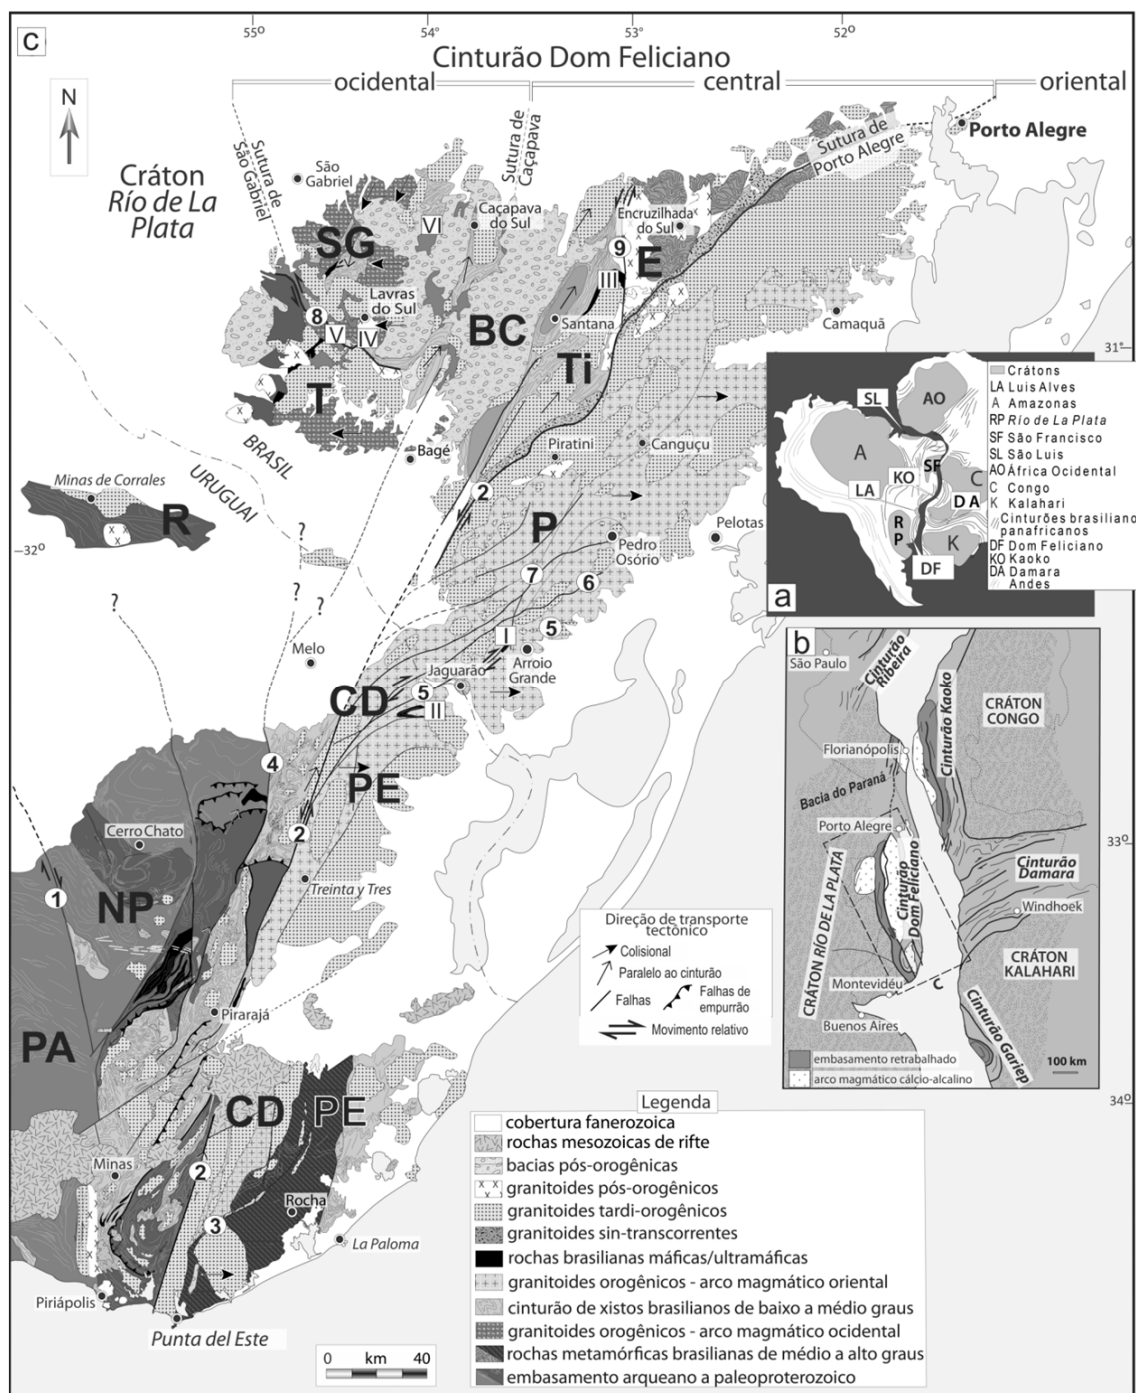 c
55°
54°
53°
52°
Cinturão Dom Feliciano
ocidental
central
oriental
N
Cráton
Río de La
Plata
Sutura de
São Gabriel
São
Gabriel
Sutura de
Caçapava
Sutura de
Porto Alegre
Porto Alegre
SG
VI
Caçapava
do Sul
Encruzilhada
do Sul
9
E
III
8
Lavras
do Sul
V
IV
BC
Santana
Camaquã
31°
T
Ti
Bagé
Piratini
Canguçu
BRASIL
URUGUAI
Minas de Corrales
R
2
P
Pelotas
32°
?
?
?
Pedro
Osório
7
6
Melo
I
5
Arroio
Grande
Jaguarão
5
II
CD
PE
4
2
Cerro Chato
33°
NP
1
Treinta y Tres
Pirarajá
PA
CD
PE
34°
Minas
2
3
Rocha
La Paloma
Piriápolis
Punta del Este
0 km 40
SL
AO
A
SF
KO
C
LA
D A
R
P
K
DF
a
Crátons
LA Luis Alves
A Amazonas
RP Río de La Plata
SF São Francisco
SL São Luis
AO África Ocidental
C Congo
K Kalahari
Cinturões brasiliano
panafricanos
DF Dom Feliciano
KO Kaoko
DA Damara
Andes
b
São Paulo
Cinturão
Ribeira
Cinturão Kaoko
CRÁTON
CONGO
Florianópolis
Bacia do Paraná
Porto Alegre
CRÁTON RÍO DE LA PLATA
Cinturão
Dom Feliciano
Cinturão
Damara
Windhoek
CRÁTON
KALAHARI
Montevidéu
C
Buenos Aires
Cinturão Gariep
100 km
embasamento retrabalhado
arco magmático cálcio-alcalino
Direção de transporte
tectônico
Colisional
Paralelo ao cinturão
Falhas
Falhas de
empurrão
Movimento relativo
Legenda
cobertura fanerozoica
rochas mesozoicas de rifte
bacias pós-orogênicas
granitoides pós-orogênicos
granitoides tardi-orogênicos
granitoides sin-transcorrentes
rochas brasilianas máficas/ultramáficas
granitoides orogênicos - arco magmático oriental
cinturão de xistos brasilianos de baixo a médio graus
granitoides orogênicos - arco magmático ocidental
rochas metamórficas brasilianas de médio a alto graus
embasamento arqueano a paleoproterozoico